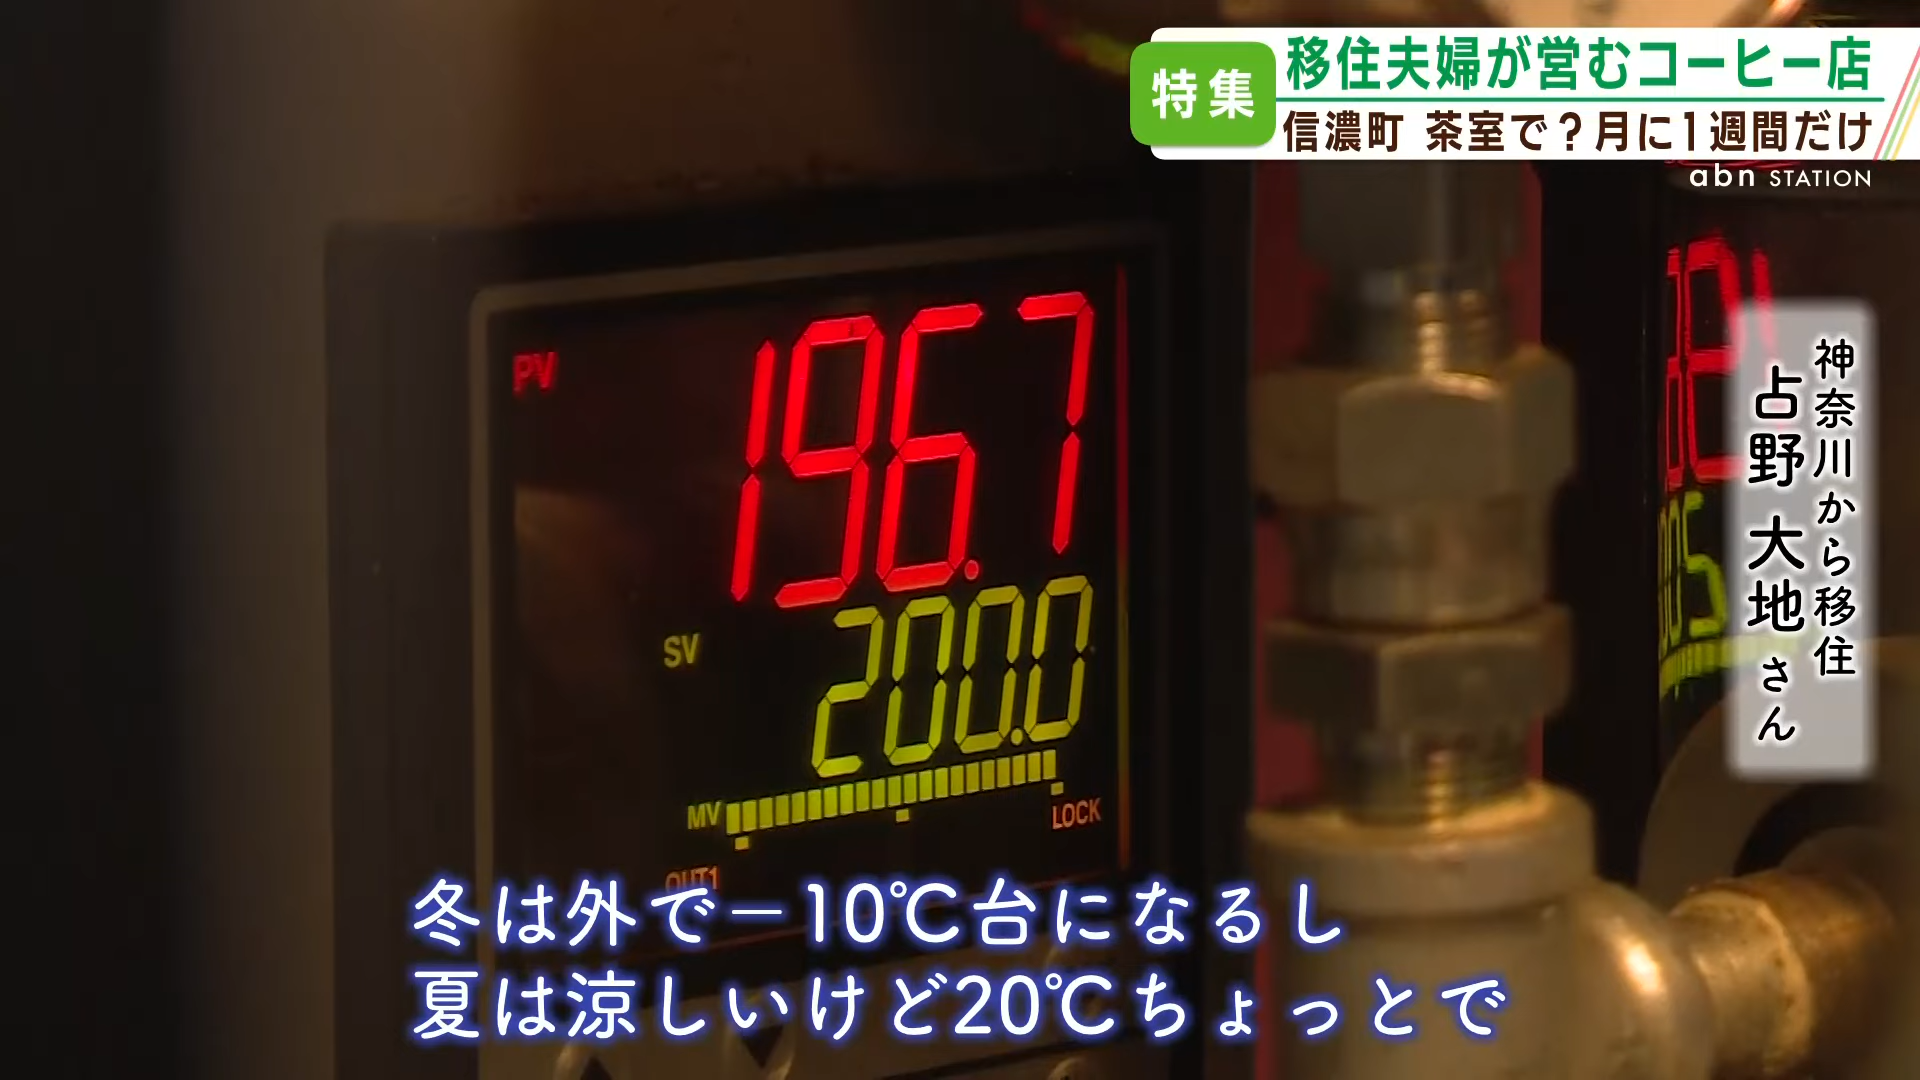 特集
移住夫婦が営むコーヒー店
信濃町 茶室で？月に1週間だけ
abn STATION
神奈川から移住
占野 大地 さん
PV
196.7
SV
200.0
MV
LOCK
OUT1
冬は外で－10℃台になるし
夏は涼しいけど20℃ちょっとで